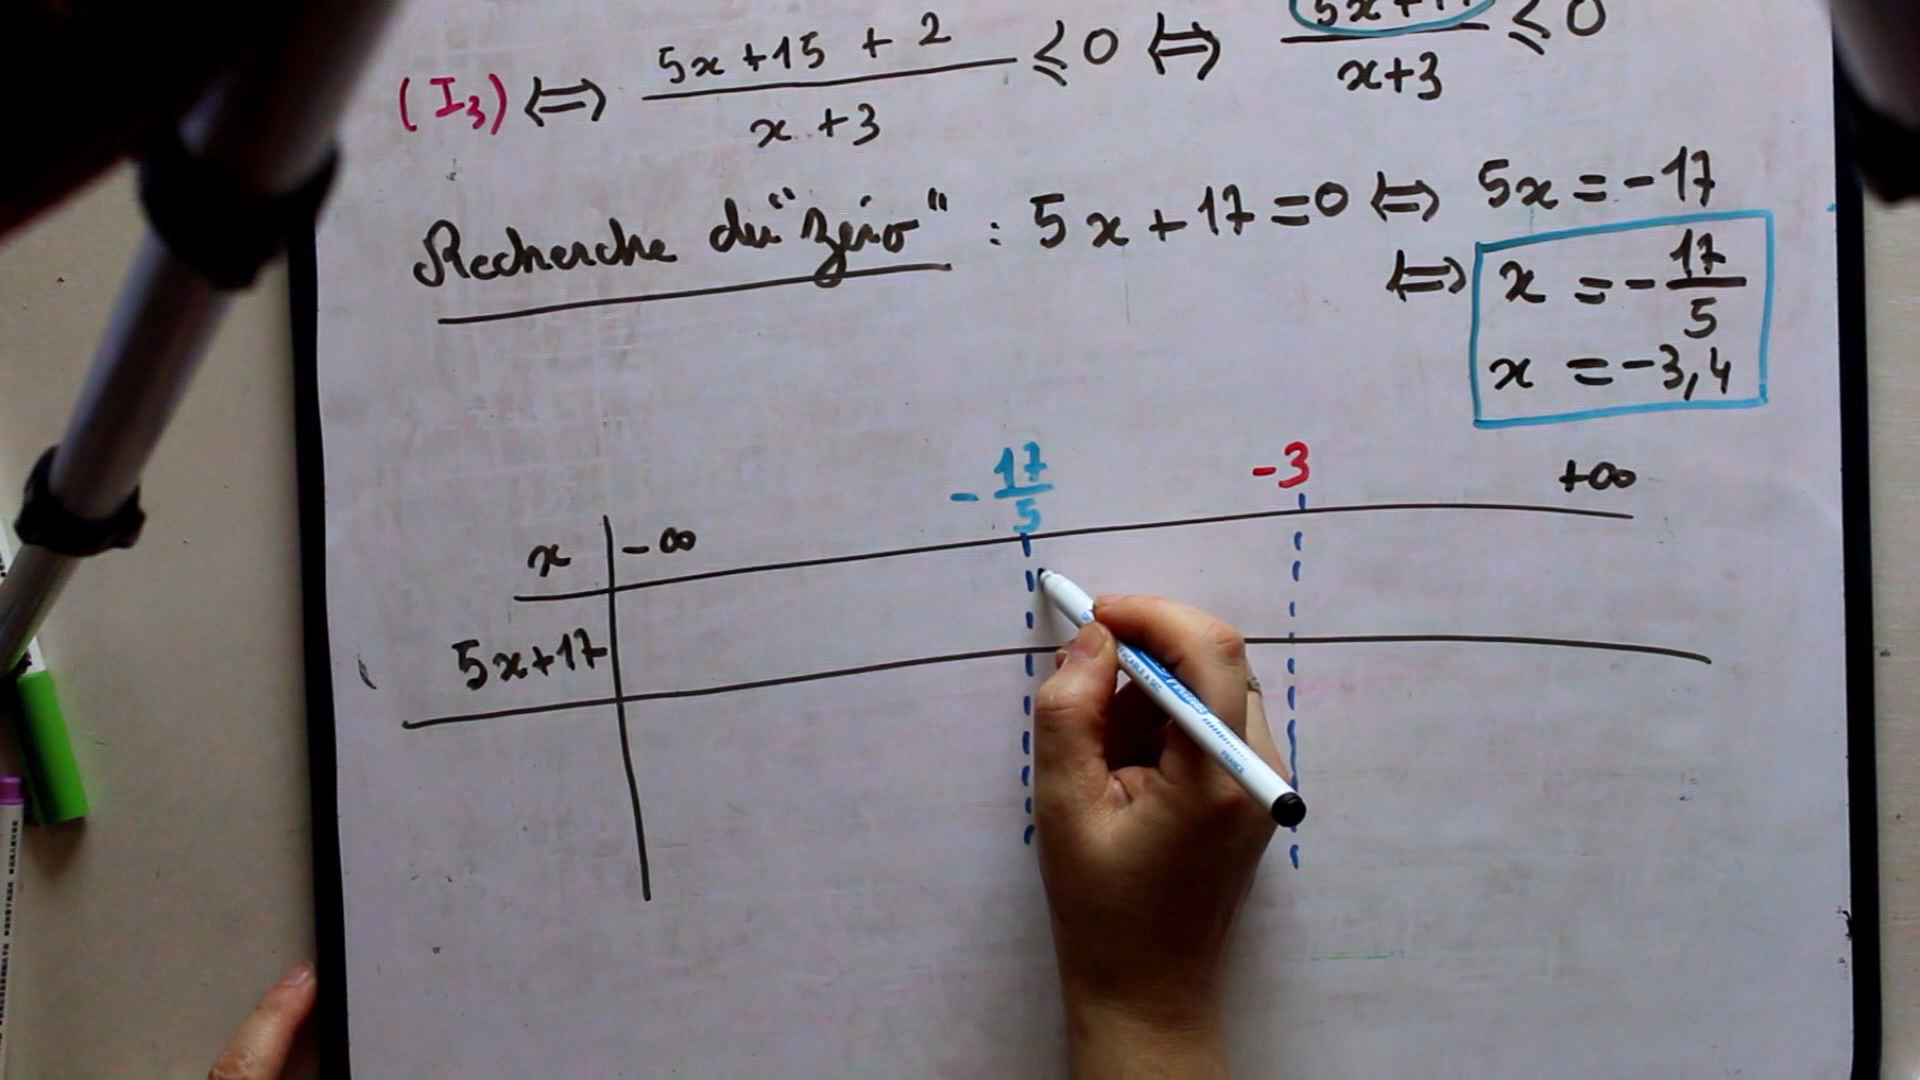 (I₃) ⟺ (5x+15+2)/(x+3) ⩽ 0 ⟺ (5x+17)/(x+3) ⩽ 0
Recherche du "zéro" : 5x+17=0 ⟺ 5x=-17
⟺ x=-17/5
x=-3,4
x -∞ -17/5 -3 +∞
5x+17
FRANCE